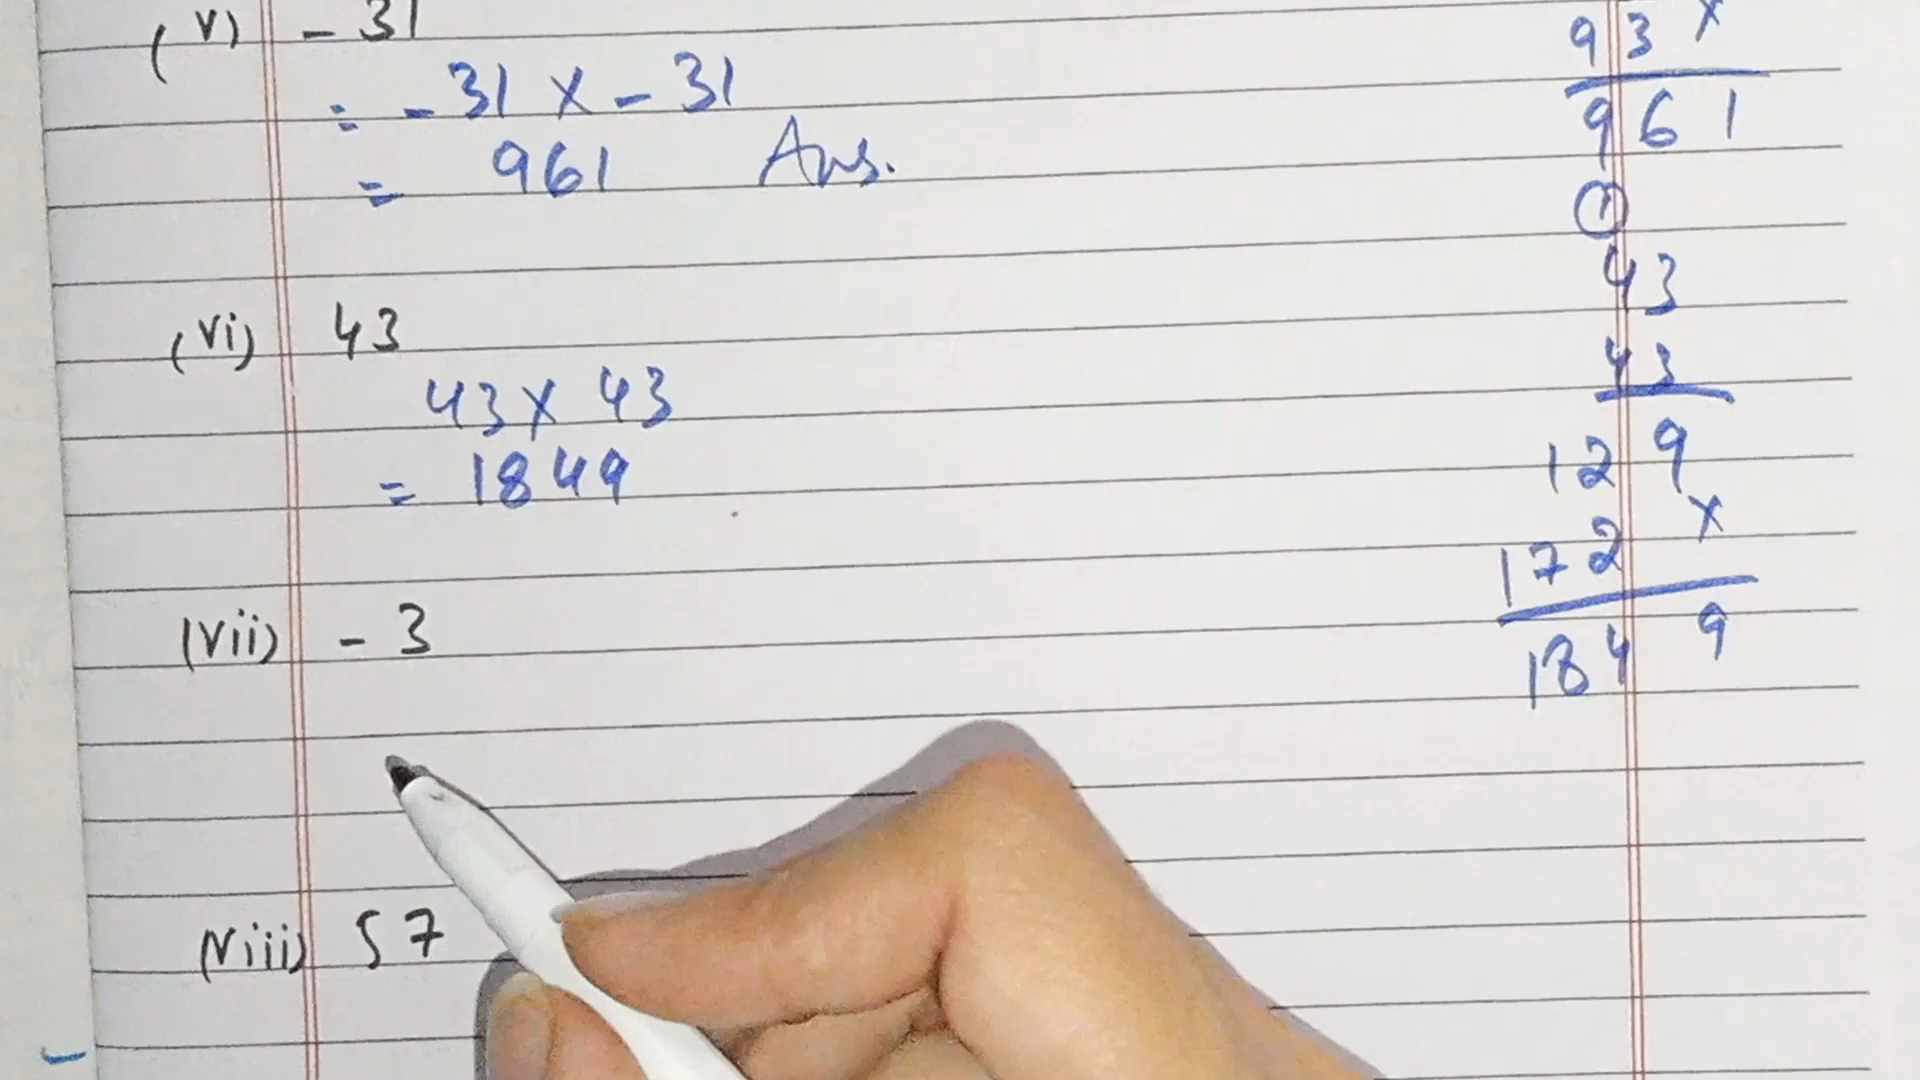 (v) - 31
= - 31 x - 31
= 961 Ans.
(vi) 43
43 x 43
= 1849
(vii) - 3
(viii) 57
93 x
961
1
43
43
129
172 x
1849